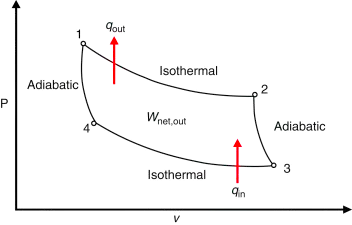 1
q_out
Isothermal
2
Adiabatic
P
W_net,out
4
Adiabatic
Isothermal
3
q_in
v